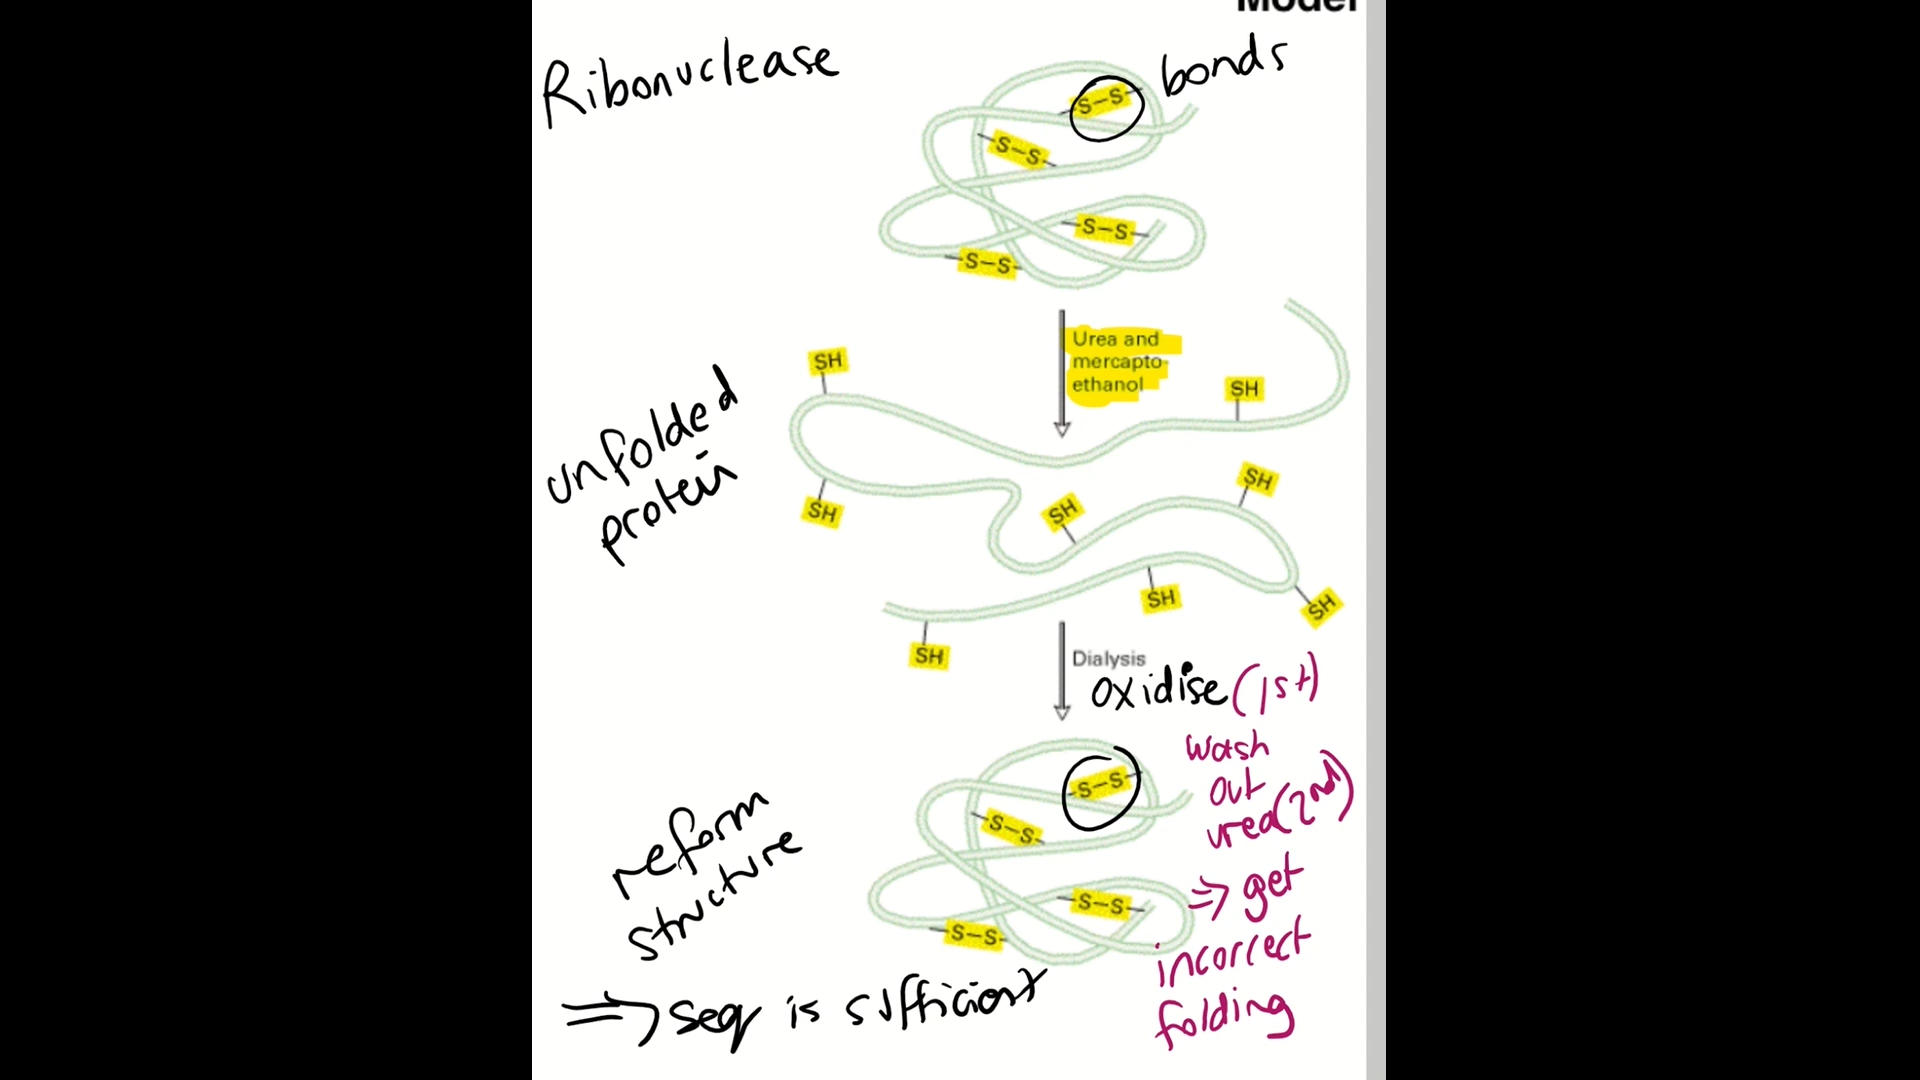 Model
Ribonuclease
bonds
S-S
S-S
S-S
S-S
Urea and
mercapto-
ethanol
SH
SH
unfolded
protein
SH
SH
SH
SH
SH
SH
Dialysis
oxidise (1st)
wash
out
urea (2nd)
=> get
incorrect
folding
S-S
S-S
S-S
S-S
reform
structure
=> seq is sufficient